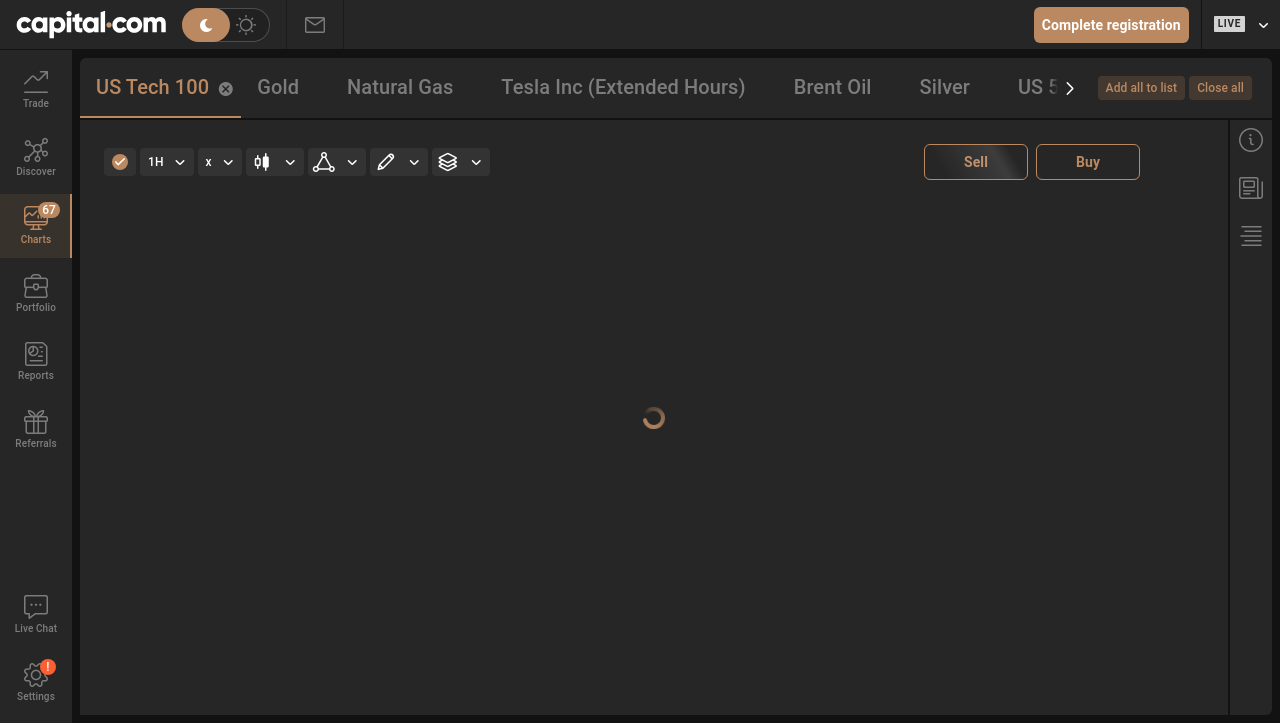 capital.com
Complete registration
LIVE
Trade
Discover
67
Charts
Portfolio
Reports
Referrals
Live Chat
!
Settings
US Tech 100
Gold
Natural Gas
Tesla Inc (Extended Hours)
Brent Oil
Silver
US 5
Add all to list
Close all
1H
x
Sell
Buy